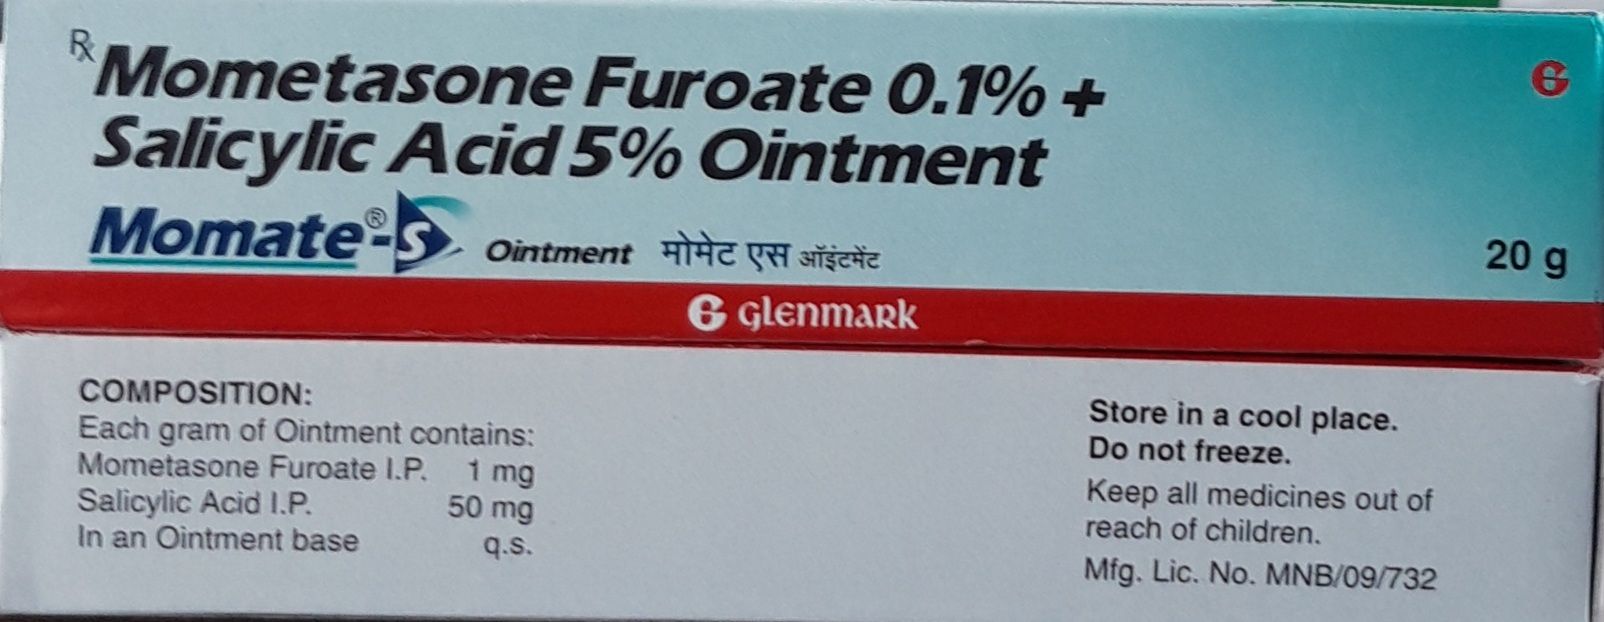 Rx Mometasone Furoate 0.1% +
Salicylic Acid 5% Ointment
Momate®-S Ointment मोमेट एस ऑइंटमेंट
20 g
G glenmark
COMPOSITION:
Each gram of Ointment contains:
Mometasone Furoate I.P. 1 mg
Salicylic Acid I.P. 50 mg
In an Ointment base q.s.
Store in a cool place.
Do not freeze.
Keep all medicines out of
reach of children.
Mfg. Lic. No. MNB/09/732